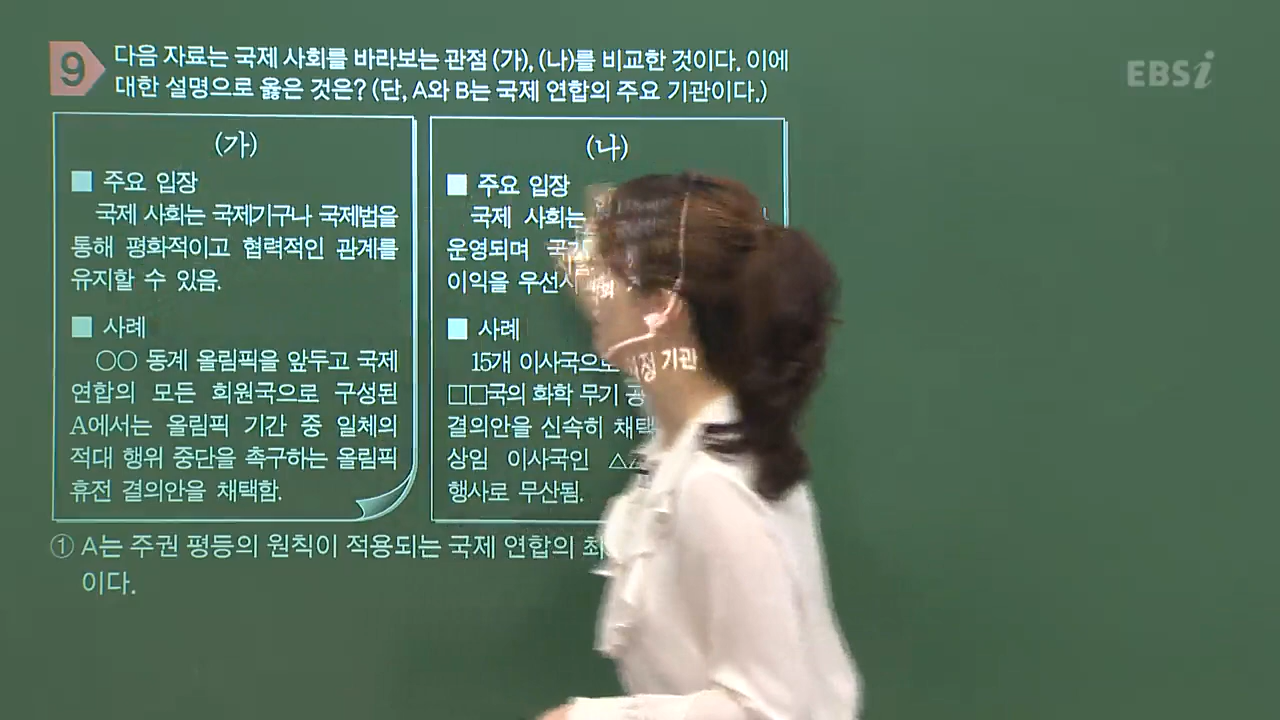 9
다음 자료는 국제 사회를 바라보는 관점 (가), (나)를 비교한 것이다. 이에
대한 설명으로 옳은 것은? (단, A와 B는 국제 연합의 주요 기관이다.)
EBSi
(가)
■ 주요 입장
국제 사회는 국제기구나 국제법을
통해 평화적이고 협력적인 관계를
유지할 수 있음.
■ 사례
○○ 동계 올림픽을 앞두고 국제
연합의 모든 회원국으로 구성된
A에서는 올림픽 기간 중 일체의
적대 행위 중단을 촉구하는 올림픽
휴전 결의안을 채택함.
(나)
■ 주요 입장
국제 사회는
운영되며
이익을
■ 사례
15개 이사국으로
□□국의 화학 무기
결의안을 신속히
상임 이사국인
행사로 무산됨.
① A는 주권 평등의 원칙이 적용되는 국제 연합의 최
기관
이다.